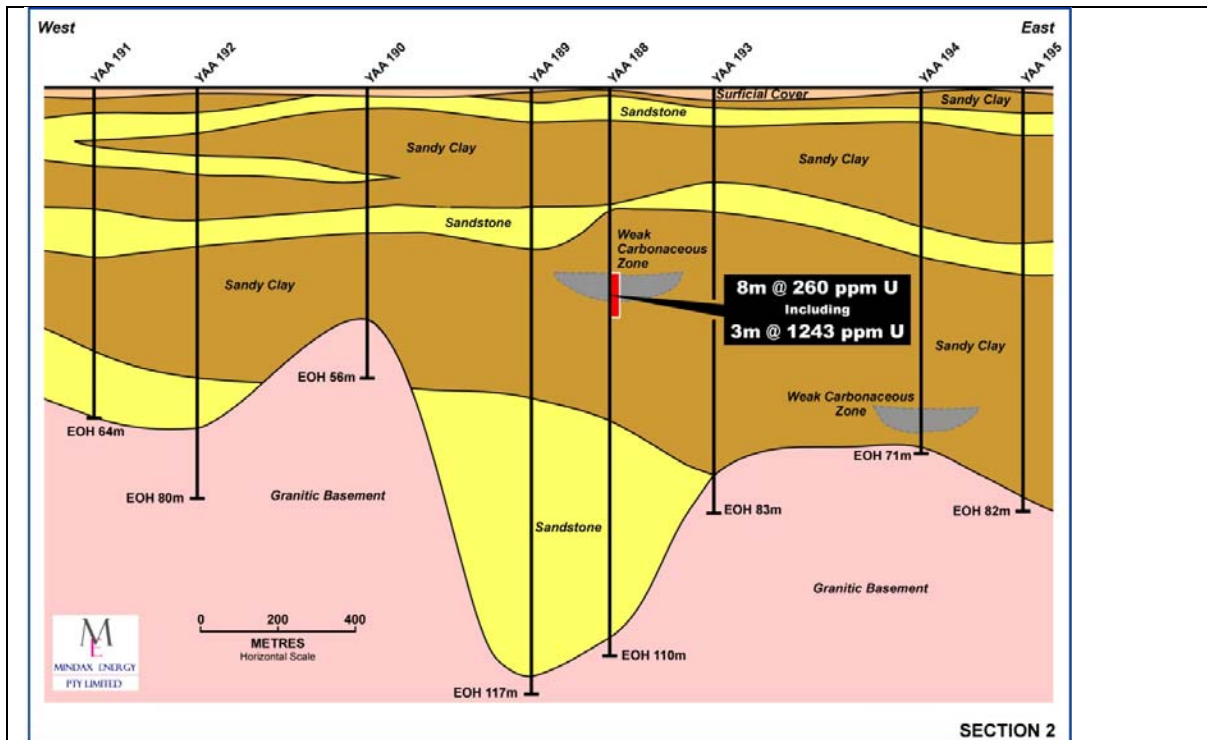 West
East
YAA 191
YAA 192
YAA 190
YAA 189
YAA 188
YAA 193
YAA 194
YAA 195
Surficial Cover
Sandy Clay
Sandstone
Sandy Clay
Sandy Clay
Sandstone
Weak
Carbonaceous
Zone
Sandy Clay
8m @ 260 ppm U
Including
3m @ 1243 ppm U
Sandy Clay
EOH 56m
Weak Carbonaceous
Zone
EOH 64m
EOH 71m
EOH 80m
Granitic Basement
EOH 83m
EOH 82m
Sandstone
Granitic Basement
0 200 400
METRES
Horizontal Scale
ME
MINDAX ENERGY
PTY LIMITED
EOH 110m
EOH 117m
SECTION 2